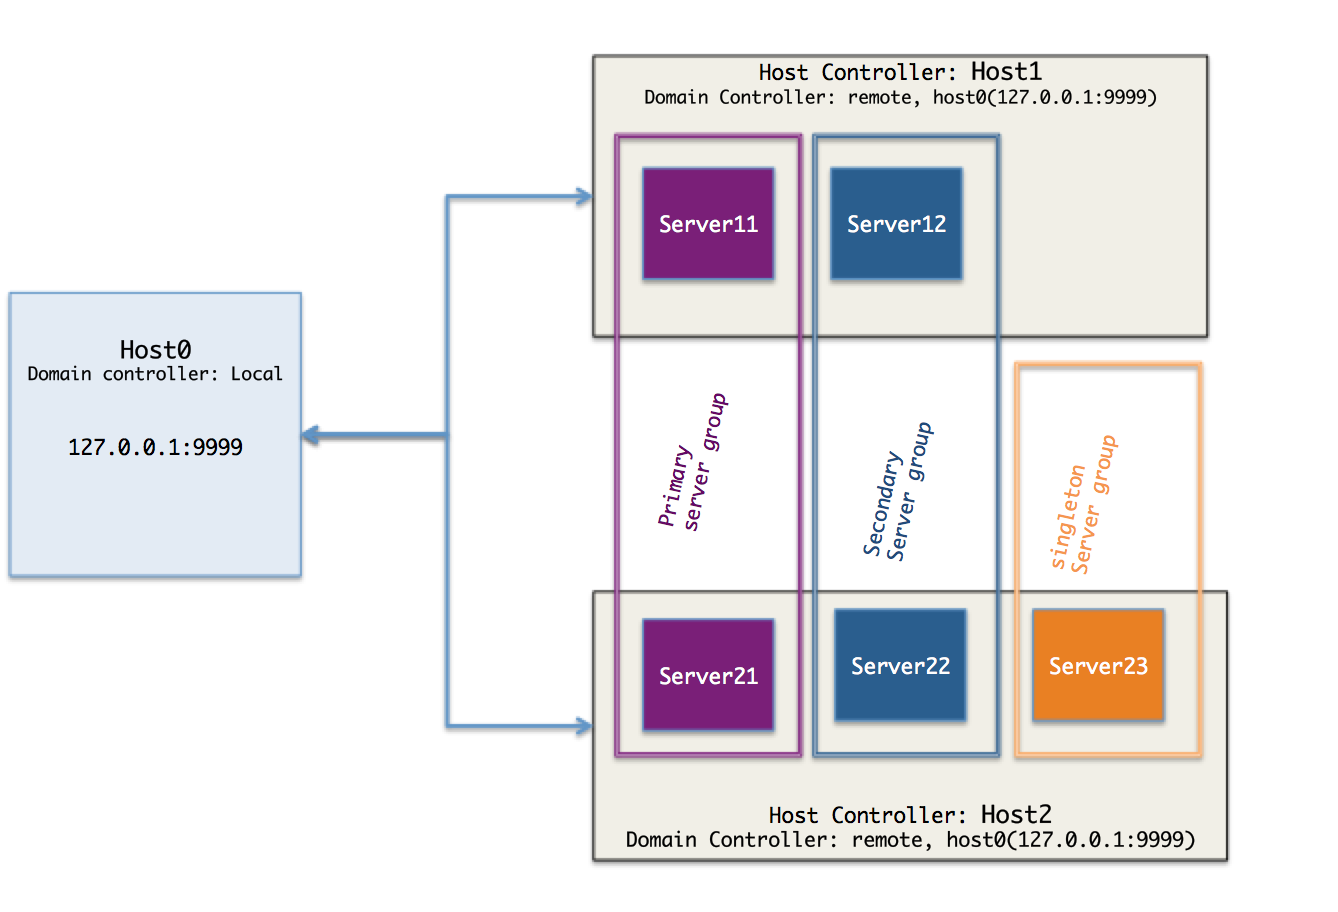 Host Controller: Host1
Domain Controller: remote, host0(127.0.0.1:9999)
Server11
Server12
Host0
Domain controller: Local
127.0.0.1:9999
Primary
server group
Secondary
Server group
singleton
Server group
Server21
Server22
Server23
Host Controller: Host2
Domain Controller: remote, host0(127.0.0.1:9999)